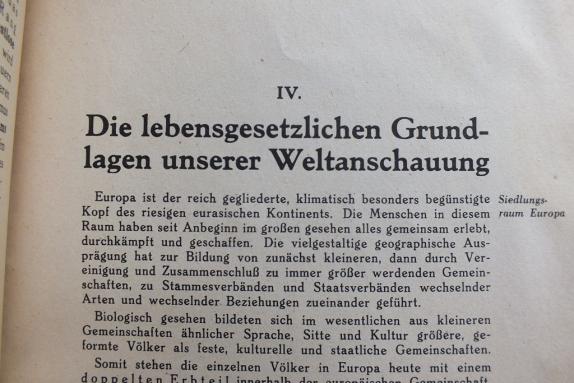 IV.
Die lebensgesetzlichen Grund-
lagen unserer Weltanschauung
Europa ist der reich gegliederte, klimatisch besonders begünstigte
Kopf des riesigen eurasischen Kontinents. Die Menschen in diesem
Raum haben seit Anbeginn im großen gesehen alles gemeinsam erlebt,
durchkämpft und geschaffen. Die vielgestaltige geographische Aus-
prägung hat zur Bildung von zunächst kleineren, dann durch Ver-
einigung und Zusammenschluß zu immer größer werdenden Gemein-
schaften, zu Stammesverbänden und Staatsverbänden wechselnder
Arten und wechselnder Beziehungen zueinander geführt.
Biologisch gesehen bildeten sich im wesentlichen aus kleineren
Gemeinschaften ähnlicher Sprache, Sitte und Kultur größere, ge-
formte Völker als feste, kulturelle und staatliche Gemeinschaften.
Somit stehen die einzelnen Völker in Europa heute mit einem
doppelten Erbteil innerhalb der europäischen Gemeinschaft
Siedlungs-
raum Europa